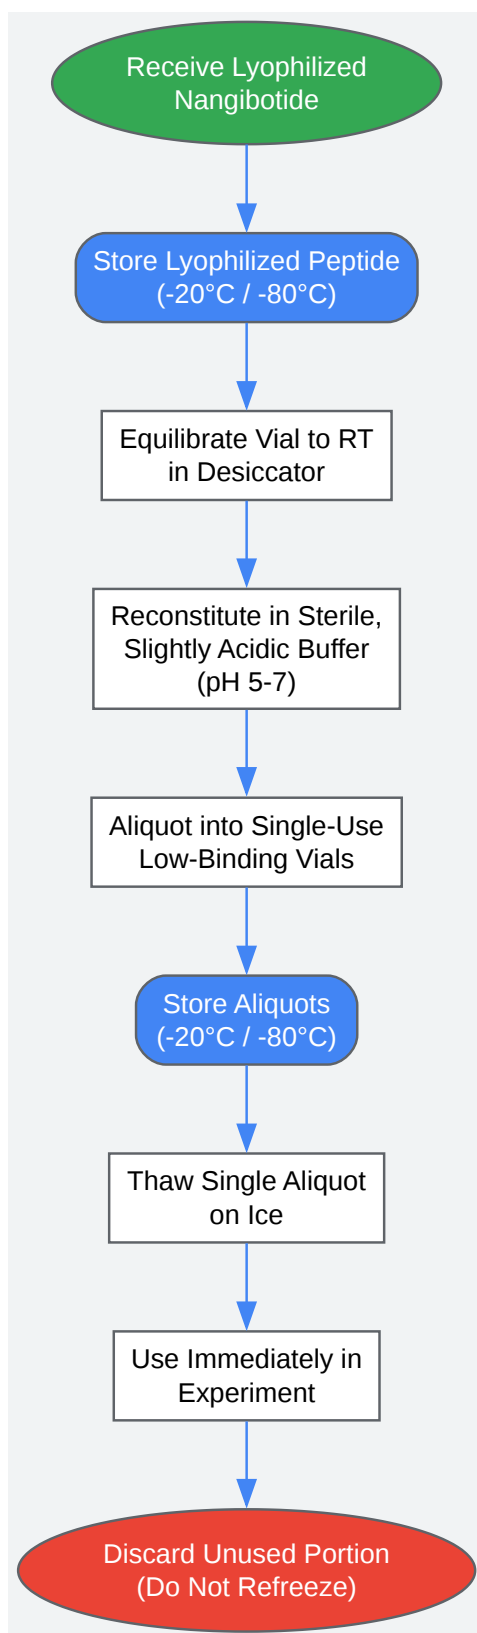 Receive Lyophilized
Nangibotide
Store Lyophilized Peptide
(-20°C / -80°C)
Equilibrate Vial to RT
in Desiccator
Reconstitute in Sterile,
Slightly Acidic Buffer
(pH 5-7)
Aliquot into Single-Use
Low-Binding Vials
Store Aliquots
(-20°C / -80°C)
Thaw Single Aliquot
on Ice
Use Immediately in
Experiment
Discard Unused Portion
(Do Not Refreeze)